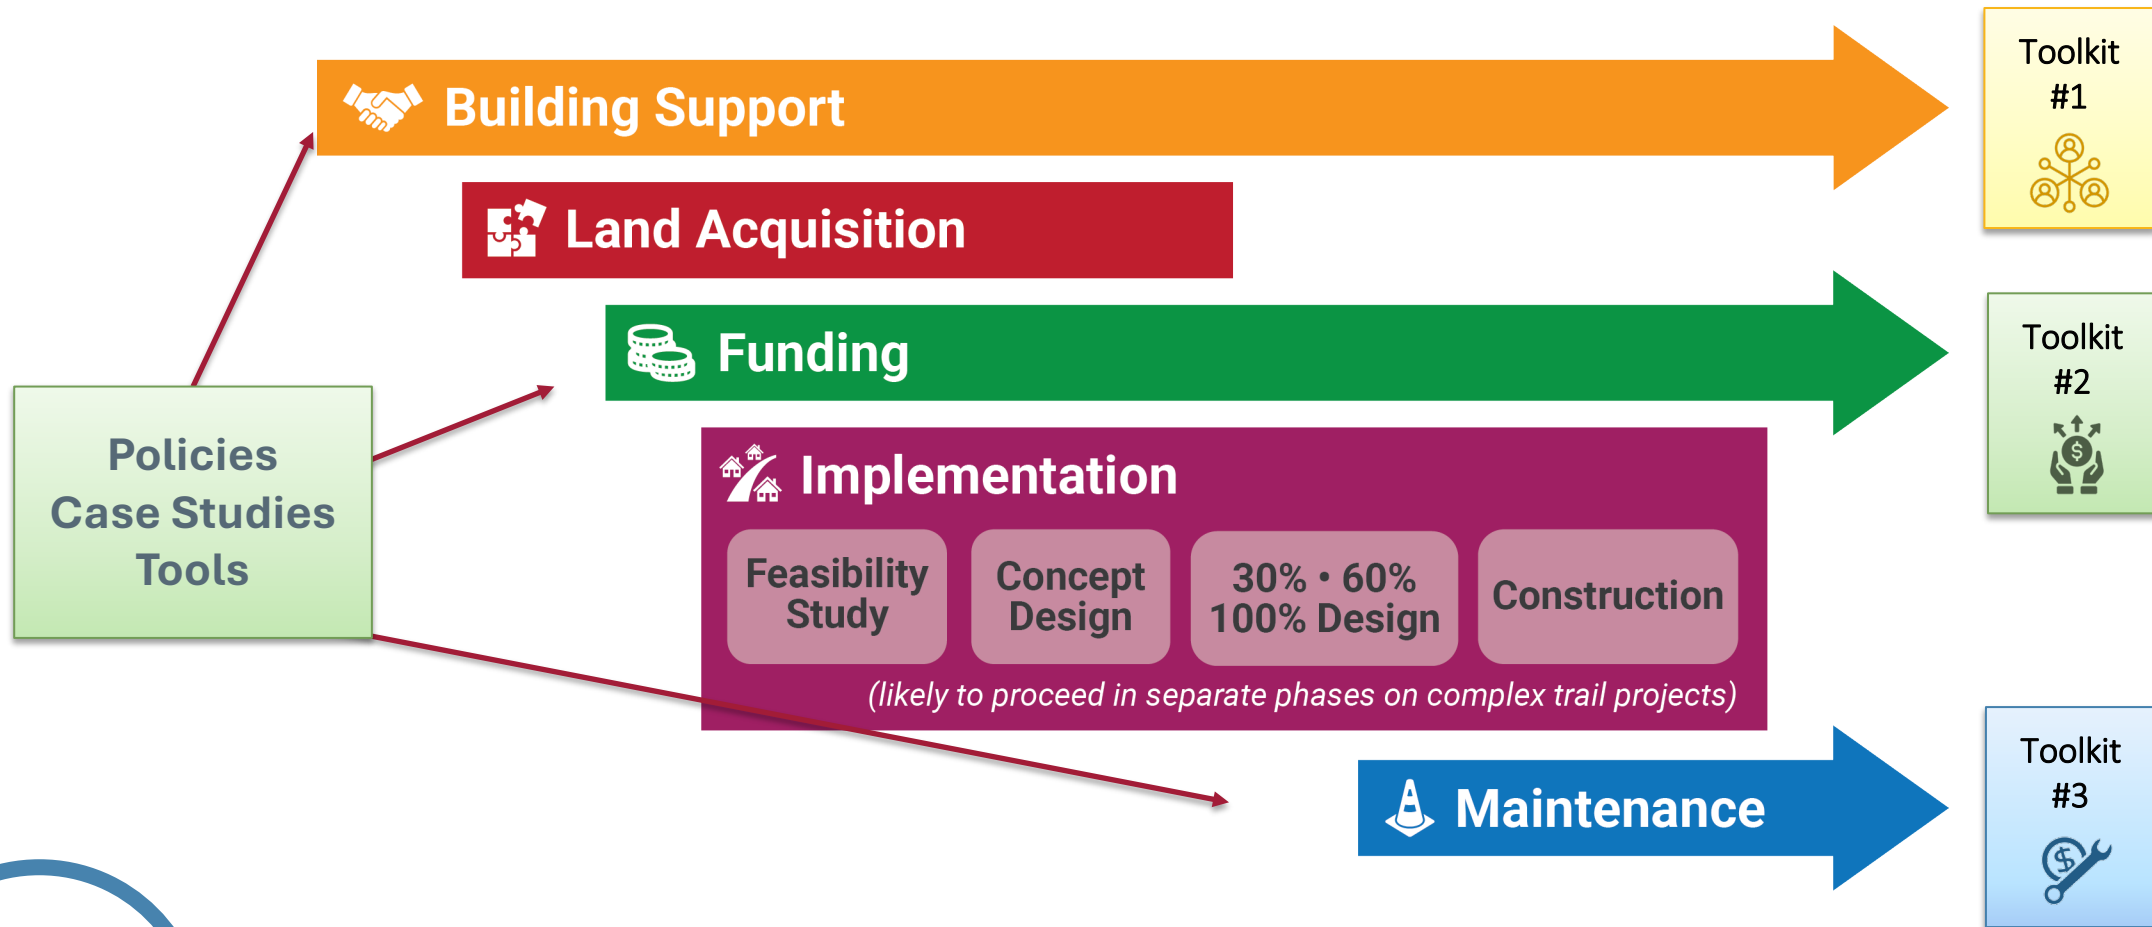 Building Support
Toolkit
#1
Land Acquisition
Funding
Toolkit
#2
Policies
Case Studies
Tools
Implementation
Feasibility
Study
Concept
Design
30% • 60%
100% Design
Construction
(likely to proceed in separate phases on complex trail projects)
Maintenance
Toolkit
#3
$
$